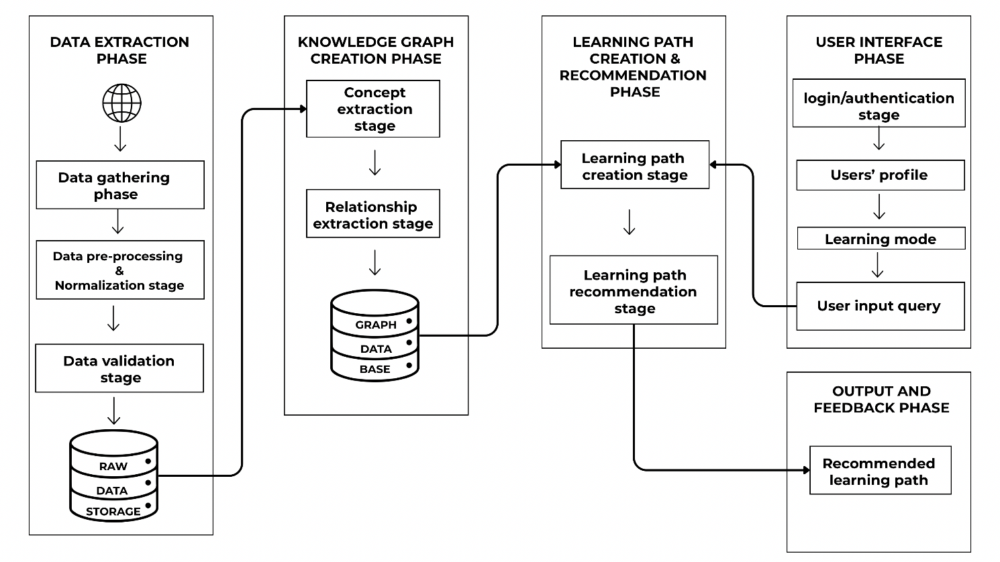 DATA EXTRACTION
PHASE
Data gathering
phase
Data pre-processing
&
Normalization stage
Data validation
stage
RAW
DATA
STORAGE
KNOWLEDGE GRAPH
CREATION PHASE
Concept
extraction
stage
Relationship
extraction stage
GRAPH
DATA
BASE
LEARNING PATH
CREATION &
RECOMMENDATION
PHASE
Learning path
creation stage
Learning path
recommendation
stage
USER INTERFACE
PHASE
login/authentication
stage
Users’ profile
Learning mode
User input query
OUTPUT AND
FEEDBACK PHASE
Recommended
learning path